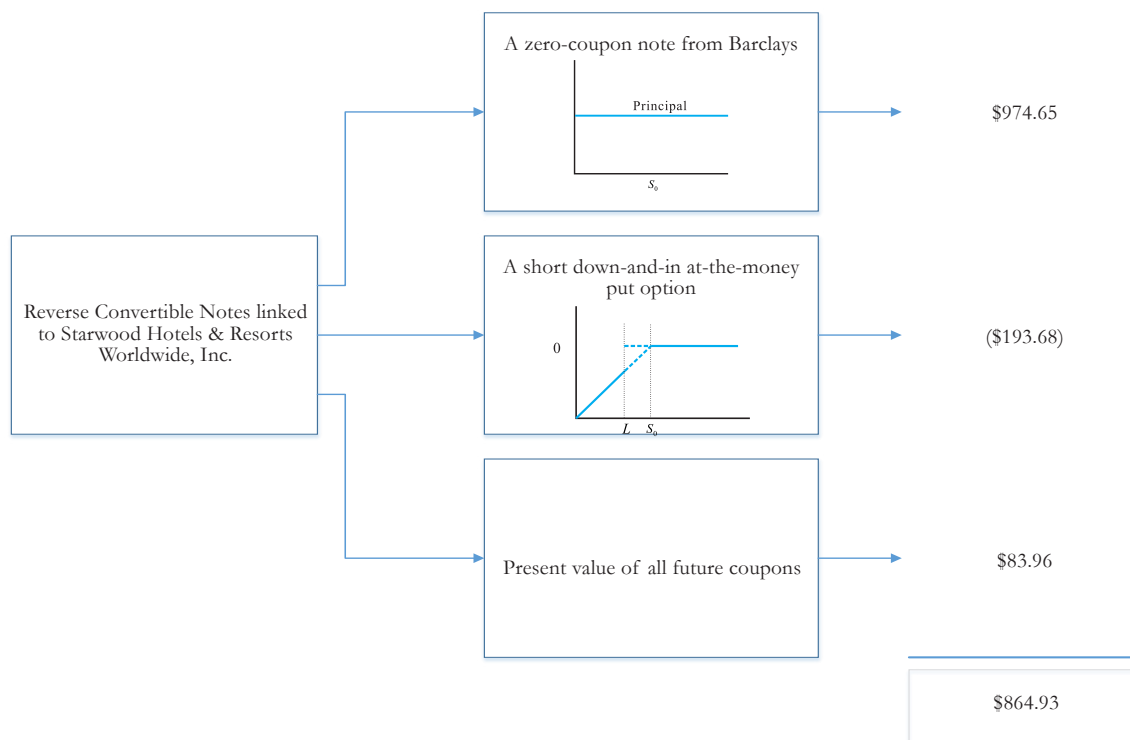 A zero-coupon note from Barclays
Principal
S₀
$974.65
Reverse Convertible Notes linked
to Starwood Hotels & Resorts
Worldwide, Inc.
A short down-and-in at-the-money
put option
0
L S₀
($193.68)
Present value of all future coupons
$83.96
$864.93